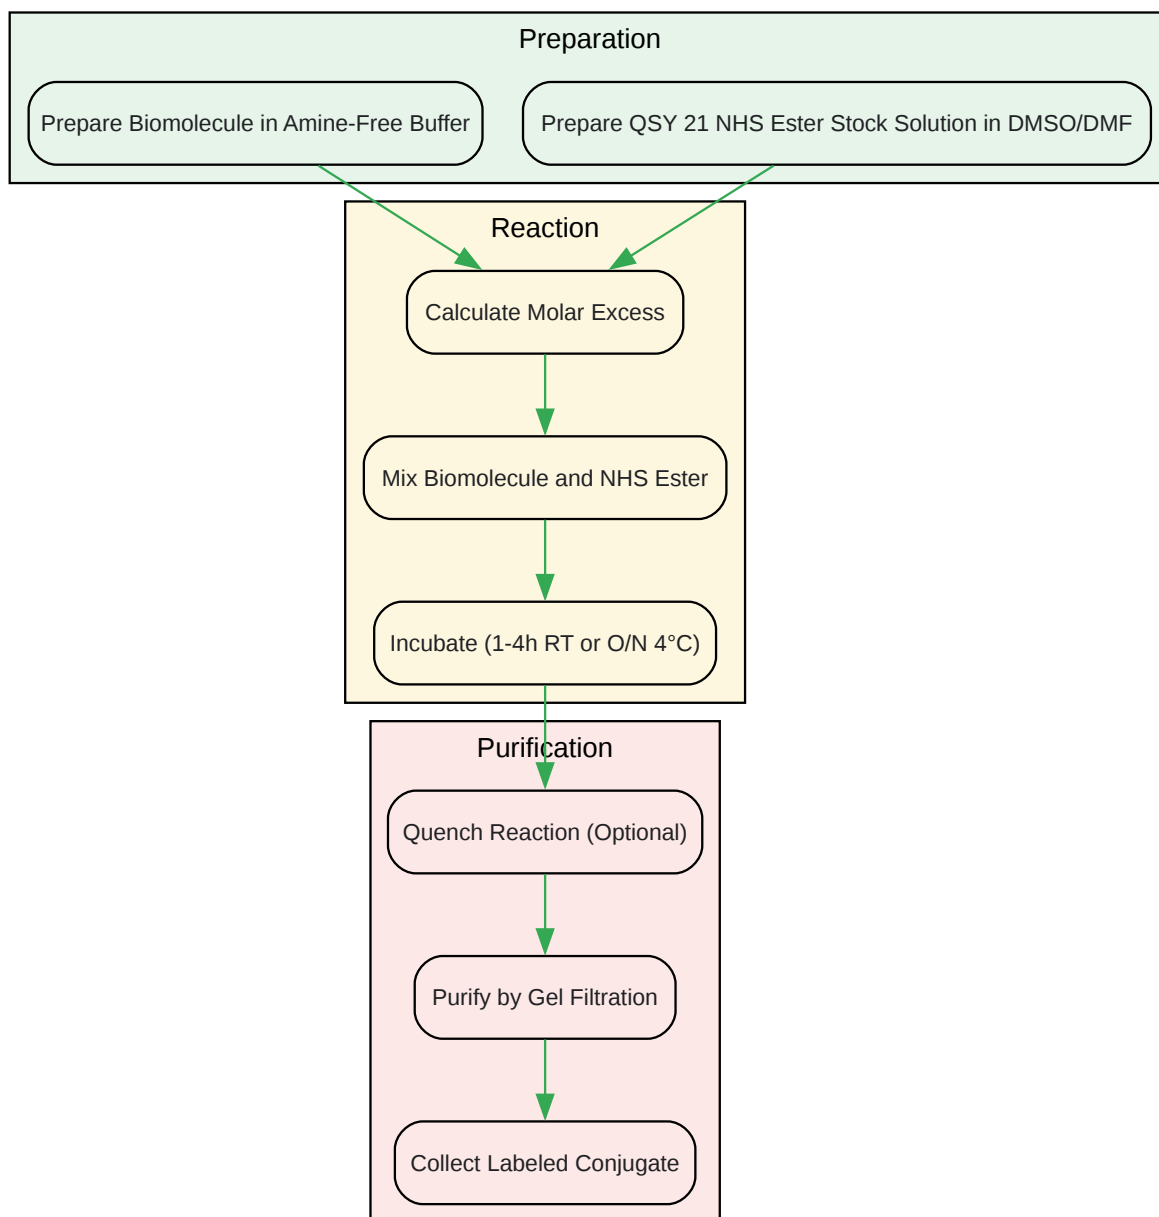 Preparation
Prepare Biomolecule in Amine-Free Buffer
Prepare QSY 21 NHS Ester Stock Solution in DMSO/DMF
Reaction
Calculate Molar Excess
Mix Biomolecule and NHS Ester
Incubate (1-4h RT or O/N 4°C)
Purification
Quench Reaction (Optional)
Purify by Gel Filtration
Collect Labeled Conjugate